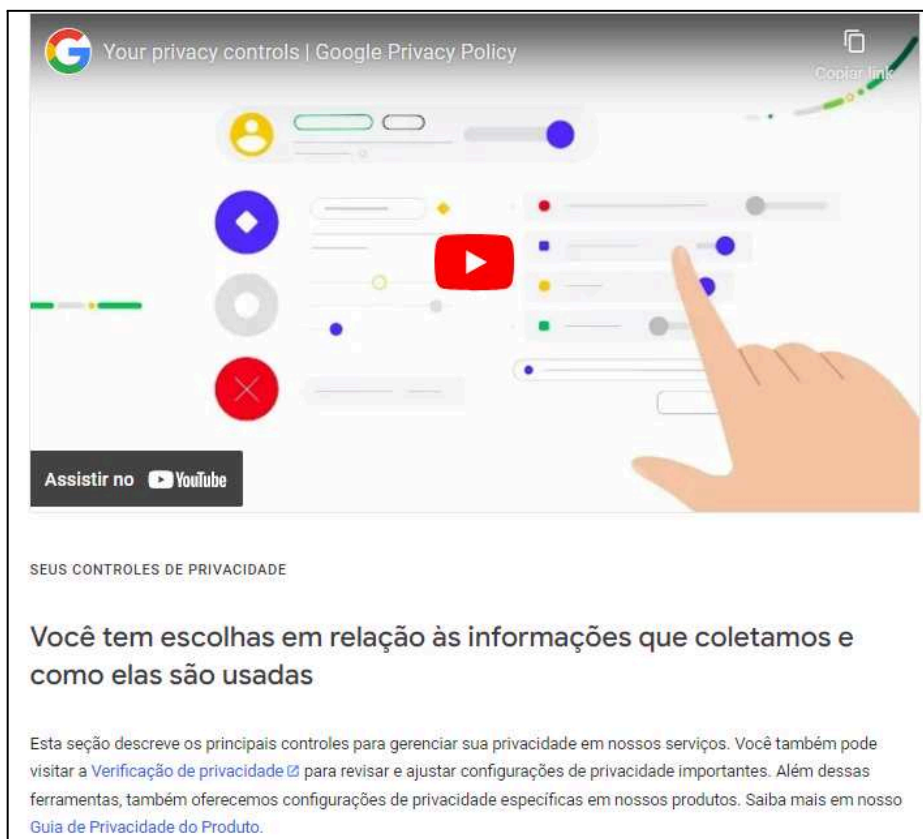 Your privacy controls | Google Privacy Policy
Copiar link
Assistir no YouTube
SEUS CONTROLES DE PRIVACIDADE
Você tem escolhas em relação às informações que coletamos e
como elas são usadas
Esta seção descreve os principais controles para gerenciar sua privacidade em nossos serviços. Você também pode
visitar a Verificação de privacidade para revisar e ajustar configurações de privacidade importantes. Além dessas
ferramentas, também oferecemos configurações de privacidade específicas em nossos produtos. Saiba mais em nosso
Guia de Privacidade do Produto.